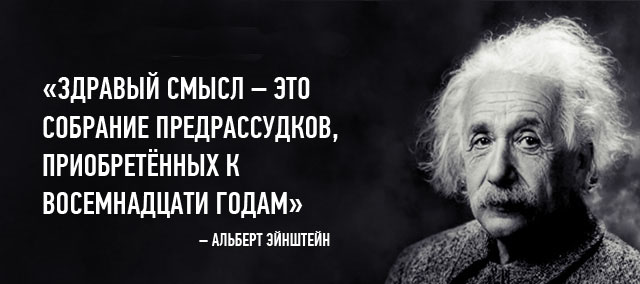 «ЗДРАВЫЙ СМЫСЛ – ЭТО
СОБРАНИЕ ПРЕДРАССУДКОВ,
ПРИОБРЕТЁННЫХ К
ВОСЕМНАДЦАТИ ГОДАМ»
– АЛЬБЕРТ ЭЙНШТЕЙН